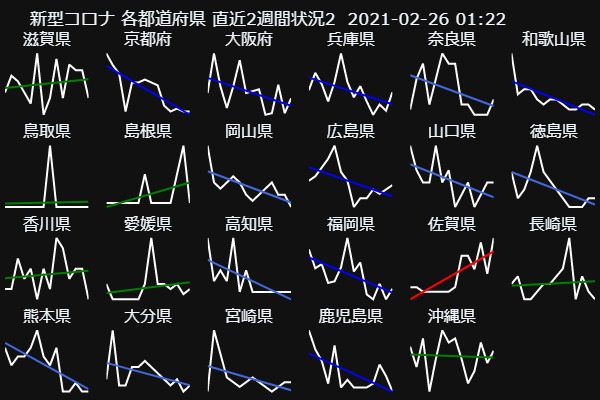 新型コロナ 各都道府県 直近2週間状況2 2021-02-26 01:22
滋賀県 京都府 大阪府 兵庫県 奈良県 和歌山県
鳥取県 島根県 岡山県 広島県 山口県 徳島県
香川県 愛媛県 高知県 福岡県 佐賀県 長崎県
熊本県 大分県 宮崎県 鹿児島県 沖縄県